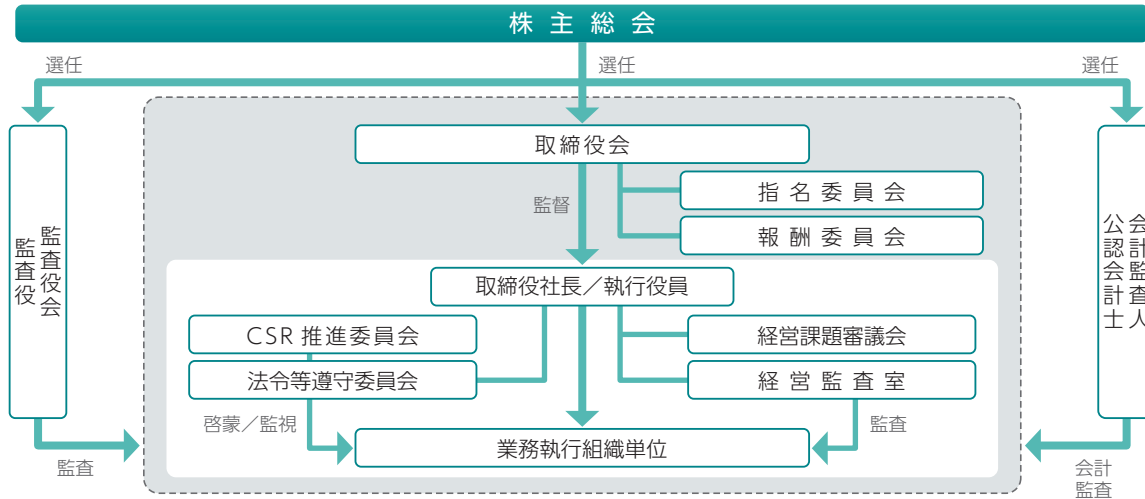 株主総会
選任
選任
選任
取締役会
監督
指名委員会
報酬委員会
監査役会
監査役
会計監査人
公認会計士
取締役社長／執行役員
CSR 推進委員会
経営課題審議会
法令等遵守委員会
経営監査室
啓蒙／監視
監査
業務執行組織単位
監査
会計
監査